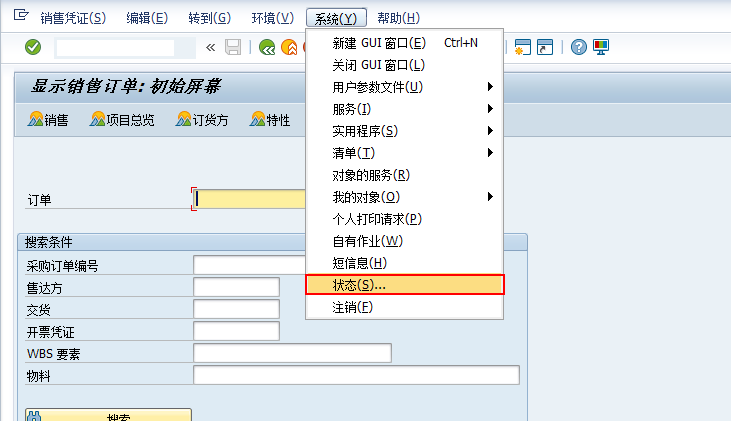 销售凭证(S) 编辑(E) 转到(G) 环境(V) 系统(Y) 帮助(H)
新建 GUI 窗口(E) Ctrl+N
关闭 GUI 窗口(L)
显示销售订单: 初始屏幕
用户参数文件(U)
服务(I)
销售 项目总览 订货方 特性
实用程序(S)
清单(T)
对象的服务(R)
订单
我的对象(O)
个人打印请求(P)
搜索条件
自有作业(W)
采购订单编号
短信息(H)
售达方
状态(S)...
交货
注销(F)
开票凭证
WBS 要素
物料
搜索